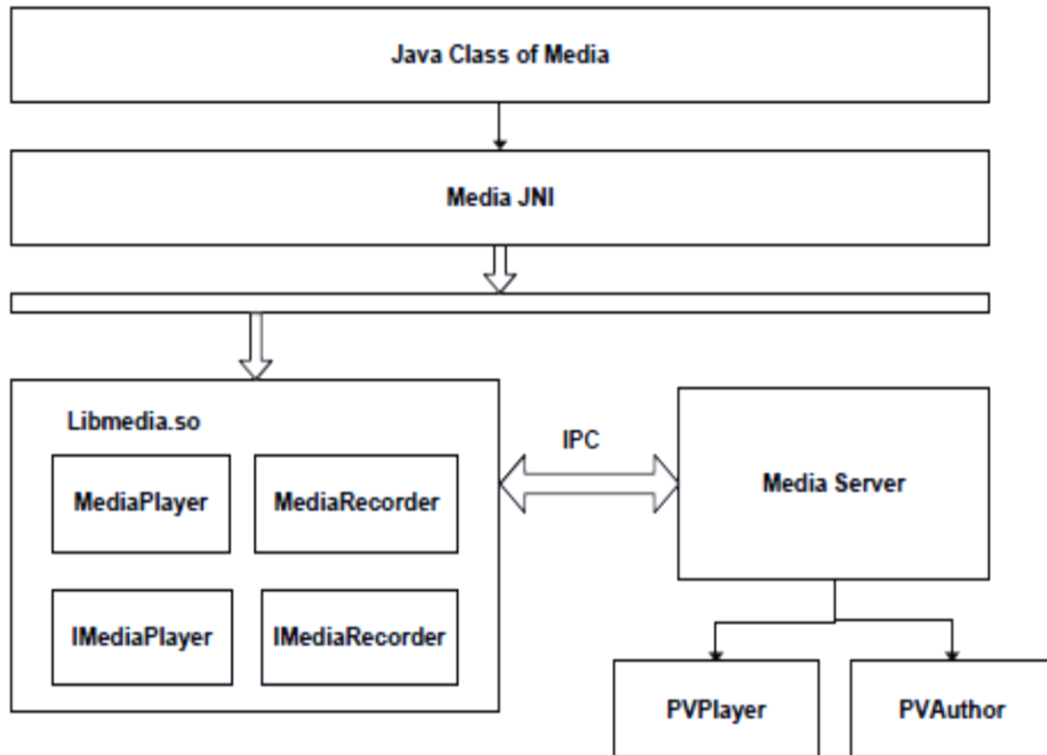 Java Class of Media
Media JNI
Libmedia.so
MediaPlayer
MediaRecorder
IMediaPlayer
IMediaRecorder
IPC
Media Server
PVPlayer
PVAuthor